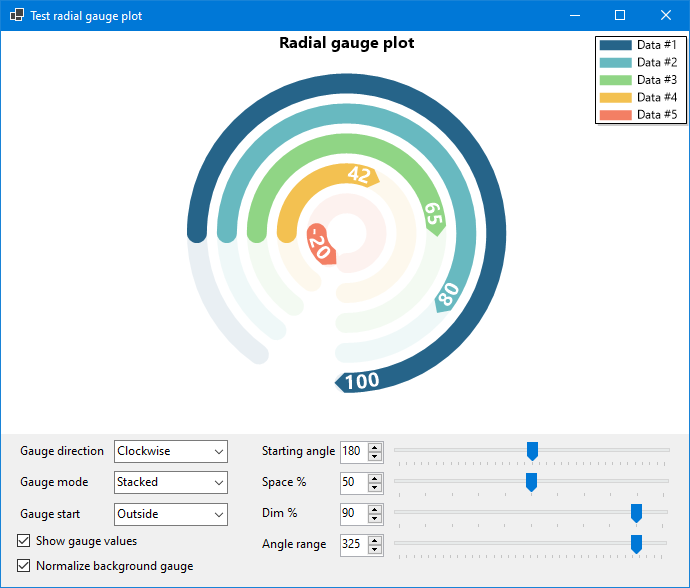 Test radial gauge plot
Radial gauge plot
Data #1
Data #2
Data #3
Data #4
Data #5
42
65
-20
80
100
Gauge direction Clockwise Starting angle 180
Gauge mode Stacked Space % 50
Gauge start Outside Dim % 90
Show gauge values Angle range 325
Normalize background gauge